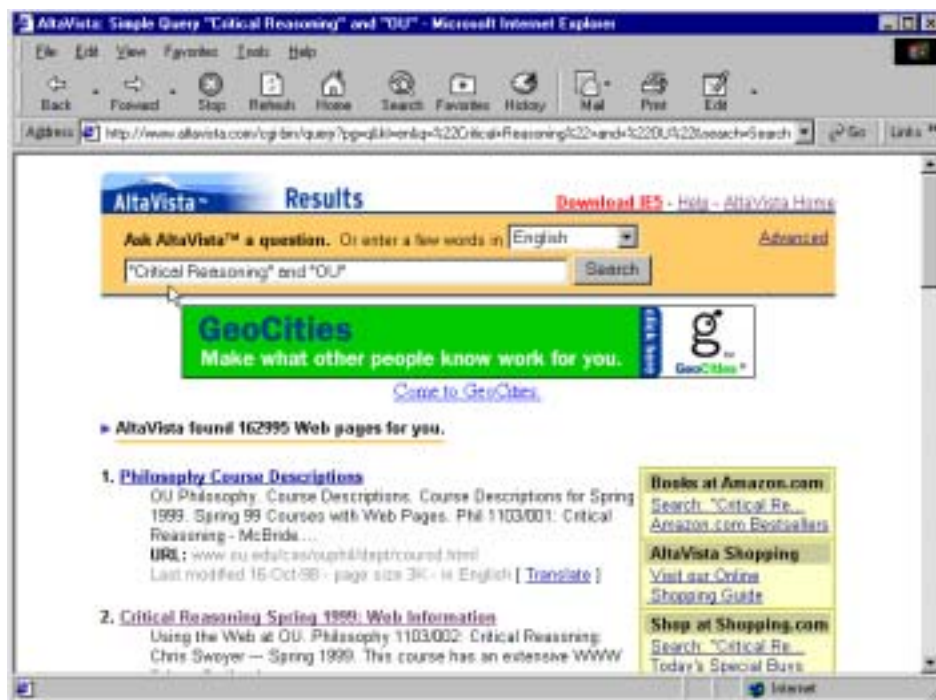 AltaVista: Simple Query "Critical Reasoning" and "OU" - Microsoft Internet Explorer
File Edit View Favorites Tools Help
Back Forward Stop Refresh Home Search Favorites History Mail Print Edit
Address http://www.altavista.com/cgi-bin/query?pg=q&kl=en&q=%22Critical+Reasoning%22+and+%22OU%22&search=Search Go Links »
AltaVista™ Results Download IE5 - Help - AltaVista Home
Ask AltaVista™ a question. Or enter a few words in English Advanced
"Critical Reasoning" and "OU" Search
GeoCities
Make what other people know work for you.
click here
GeoCities
Come to GeoCities.
AltaVista found 162995 Web pages for you.
1. Philosophy Course Descriptions
OU Philosophy. Course Descriptions. Course Descriptions for Spring
1999. Spring 99 Courses with Web Pages. Phil 1103/001: Critical
Reasoning - McBride...
URL: www.ou.edu/cas/ouphil/dept/coursd.html
Last modified 16-Oct-98 - page size 3K - in English [ Translate ]
2. Critical Reasoning Spring 1999: Web Information
Using the Web at OU. Philosophy 1103/002: Critical Reasoning.
Chris Swoyer --- Spring 1999. This course has an extensive WWW
Books at Amazon.com
Search "Critical Re...
Amazon.com Bestsellers
AltaVista Shopping
Visit our Online
Shopping Guide
Shop at Shopping.com
Search "Critical Re...
Today's Special Buys
Internet